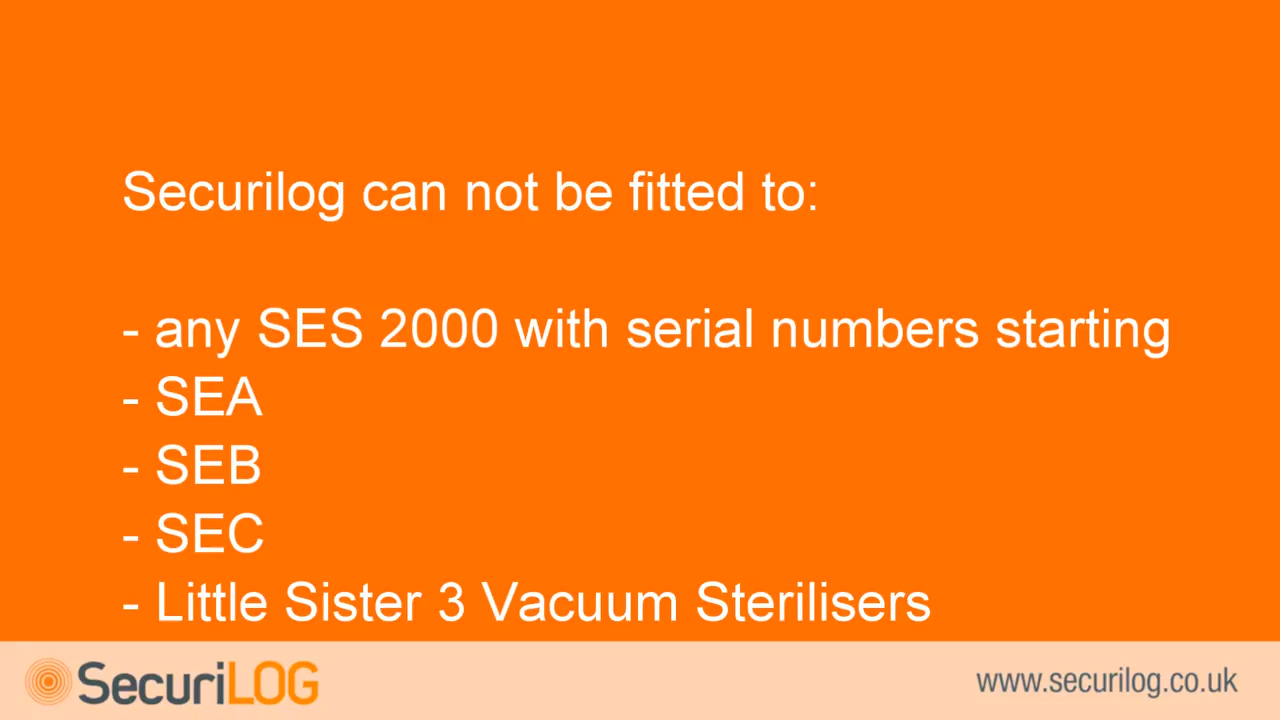 Securilog can not be fitted to:
- any SES 2000 with serial numbers starting
- SEA
- SEB
- SEC
- Little Sister 3 Vacuum Sterilisers
SecuriLOG
www.securilog.co.uk